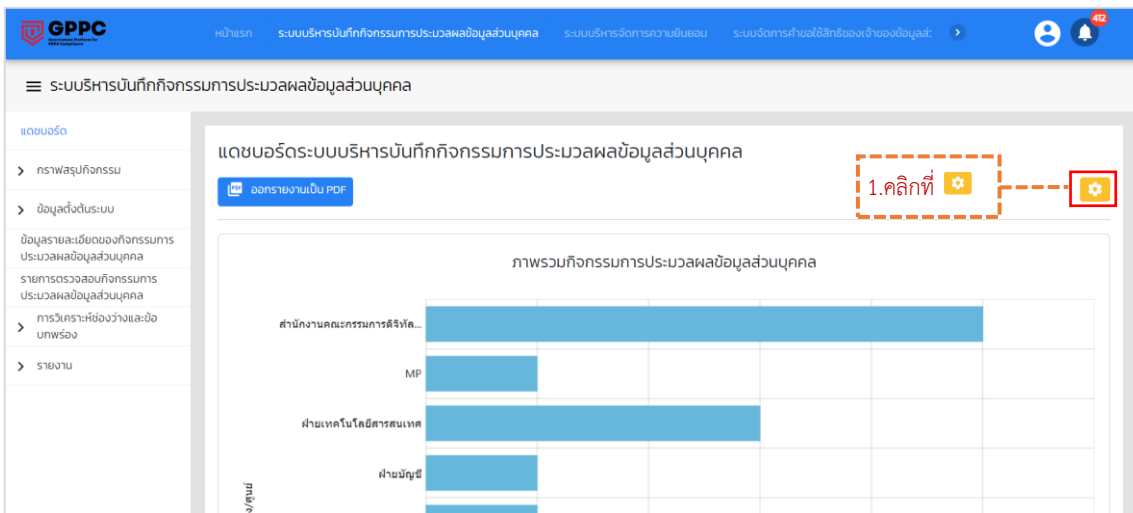 GPPC
Government Platform for
PDPA Compliance
หน้าแรก
ระบบบริหารบันทึกกิจกรรมการประมวลผลข้อมูลส่วนบุคคล
ระบบบริหารจัดการความยินยอม
ระบบจัดการคำขอใช้สิทธิของเจ้าของข้อมูลส่
412
ระบบบริหารบันทึกกิจกรรมการประมวลผลข้อมูลส่วนบุคคล
แดชบอร์ด
กราฟสรุปกิจกรรม
ข้อมูลตั้งต้นระบบ
ข้อมูลรายละเอียดของกิจกรรมการ
ประมวลผลข้อมูลส่วนบุคคล
รายการตรวจสอบกิจกรรมการ
ประมวลผลข้อมูลส่วนบุคคล
การวิเคราะห์ช่องว่างและข้อ
บกพร่อง
รายงาน
แดชบอร์ดระบบบริหารบันทึกกิจกรรมการประมวลผลข้อมูลส่วนบุคคล
PDF ออกรายงานเป็น PDF
1.คลิกที่
ภาพรวมกิจกรรมการประมวลผลข้อมูลส่วนบุคคล
สำนักงานคณะกรรมการดิจิทัล...
MP
ฝ่ายเทคโนโลยีสารสนเทศ
ฝ่ายบัญชี
ง/ศูนย์